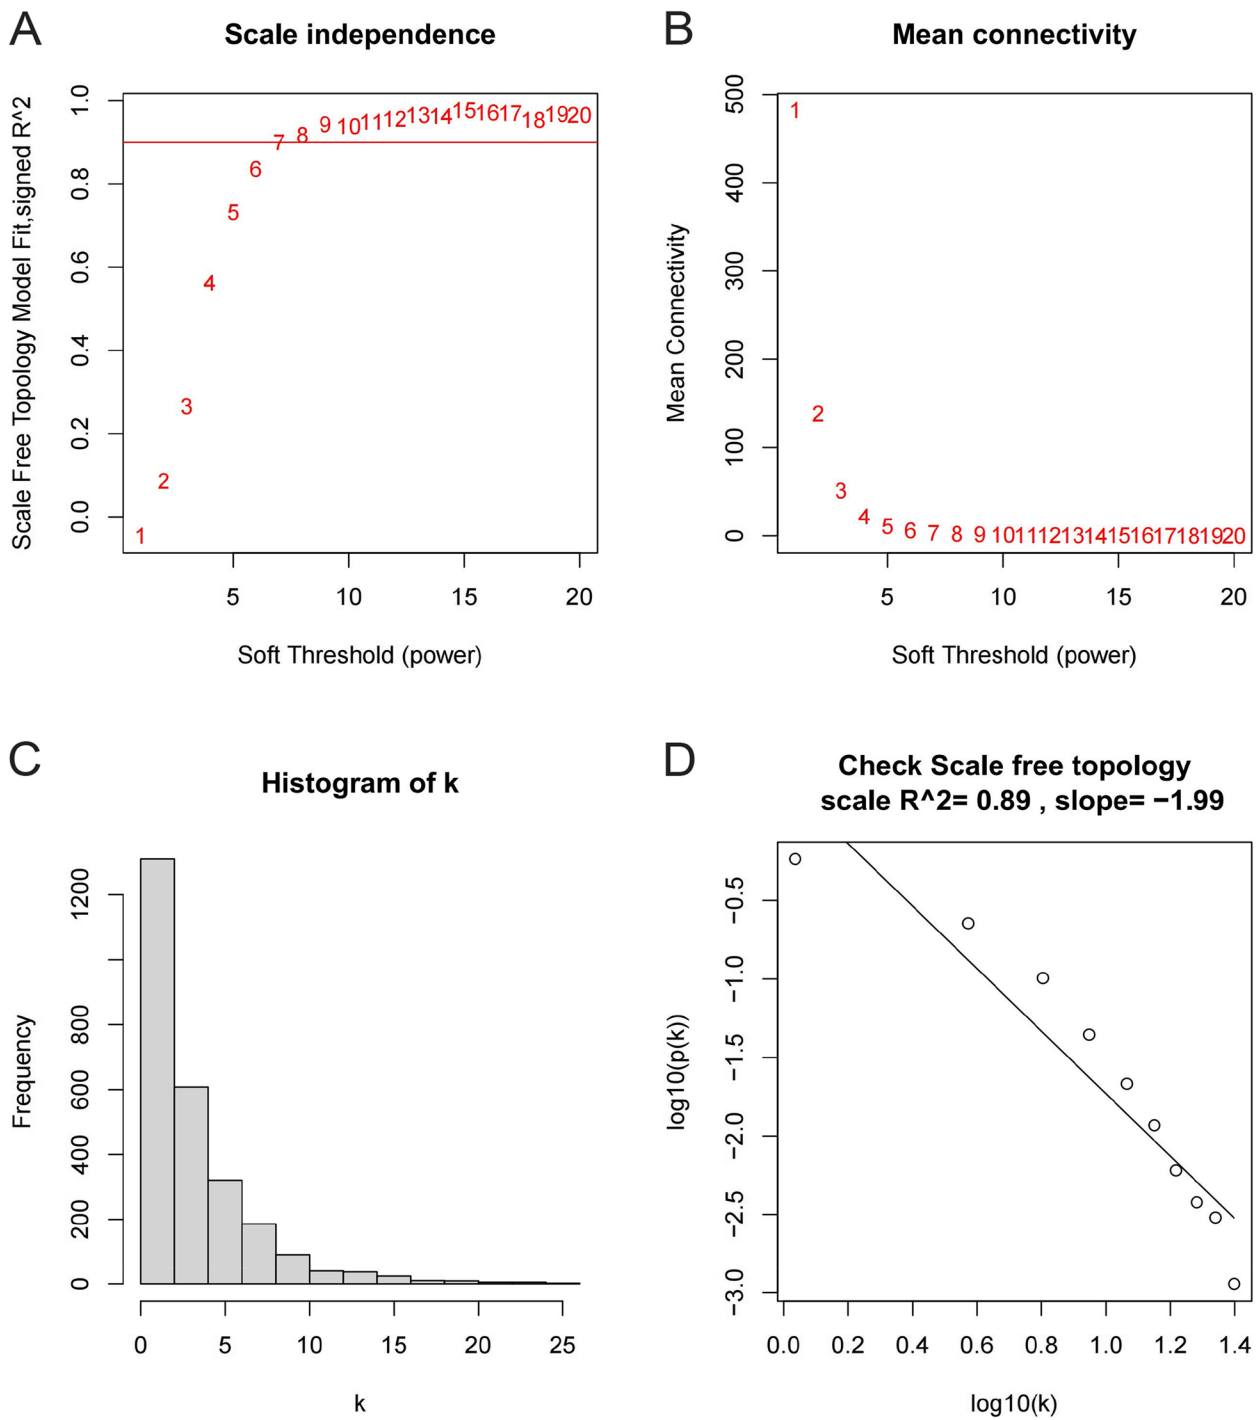 A
Scale independence
Scale Free Topology Model Fit,signed R^2
0.0 0.2 0.4 0.6 0.8 1.0
1 2 3 4 5 6 7 8 9 10 11 12 13 14 15 16 17 18 19 20
5 10 15 20
Soft Threshold (power)
B
Mean connectivity
Mean Connectivity
0 100 200 300 400 500
1 2 3 4 5 6 7 8 9 10 11 12 13 14 15 16 17 18 19 20
5 10 15 20
Soft Threshold (power)
C
Histogram of k
Frequency
0 200 400 600 800 1200
0 5 10 15 20 25
k
D
Check Scale free topology
scale R^2= 0.89 , slope= −1.99
log10(p(k))
−3.0 −2.5 −2.0 −1.5 −1.0 −0.5
0.0 0.2 0.4 0.6 0.8 1.0 1.2 1.4
log10(k)